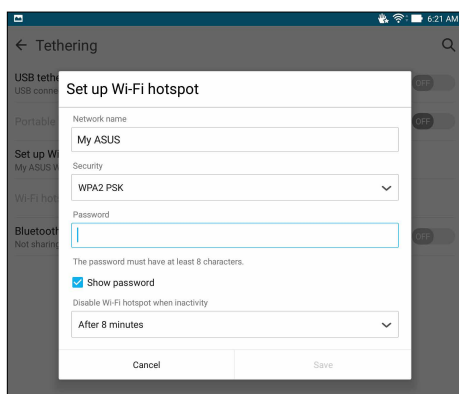 6:21 AM
Tethering
USB tethe
USB conne
OFF
Set up Wi-Fi hotspot
Network name
My ASUS
Portable
OFF
Security
WPA2 PSK
Set up Wi
My ASUS W
Password
Wi-Fi hot
Bluetooth
Not sharing
OFF
The password must have at least 8 characters.
Show password
Disable Wi-Fi hotspot when inactivity
After 8 minutes
Cancel
Save